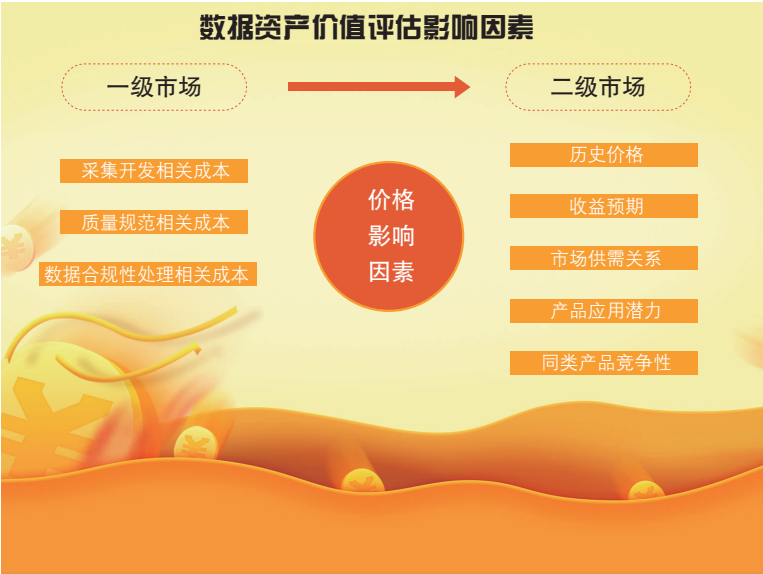 数据资产价值评估影响因素
一级市场
二级市场
采集开发相关成本
质量规范相关成本
数据合规性处理相关成本
价格
影响
因素
历史价格
收益预期
市场供需关系
产品应用潜力
同类产品竞争性